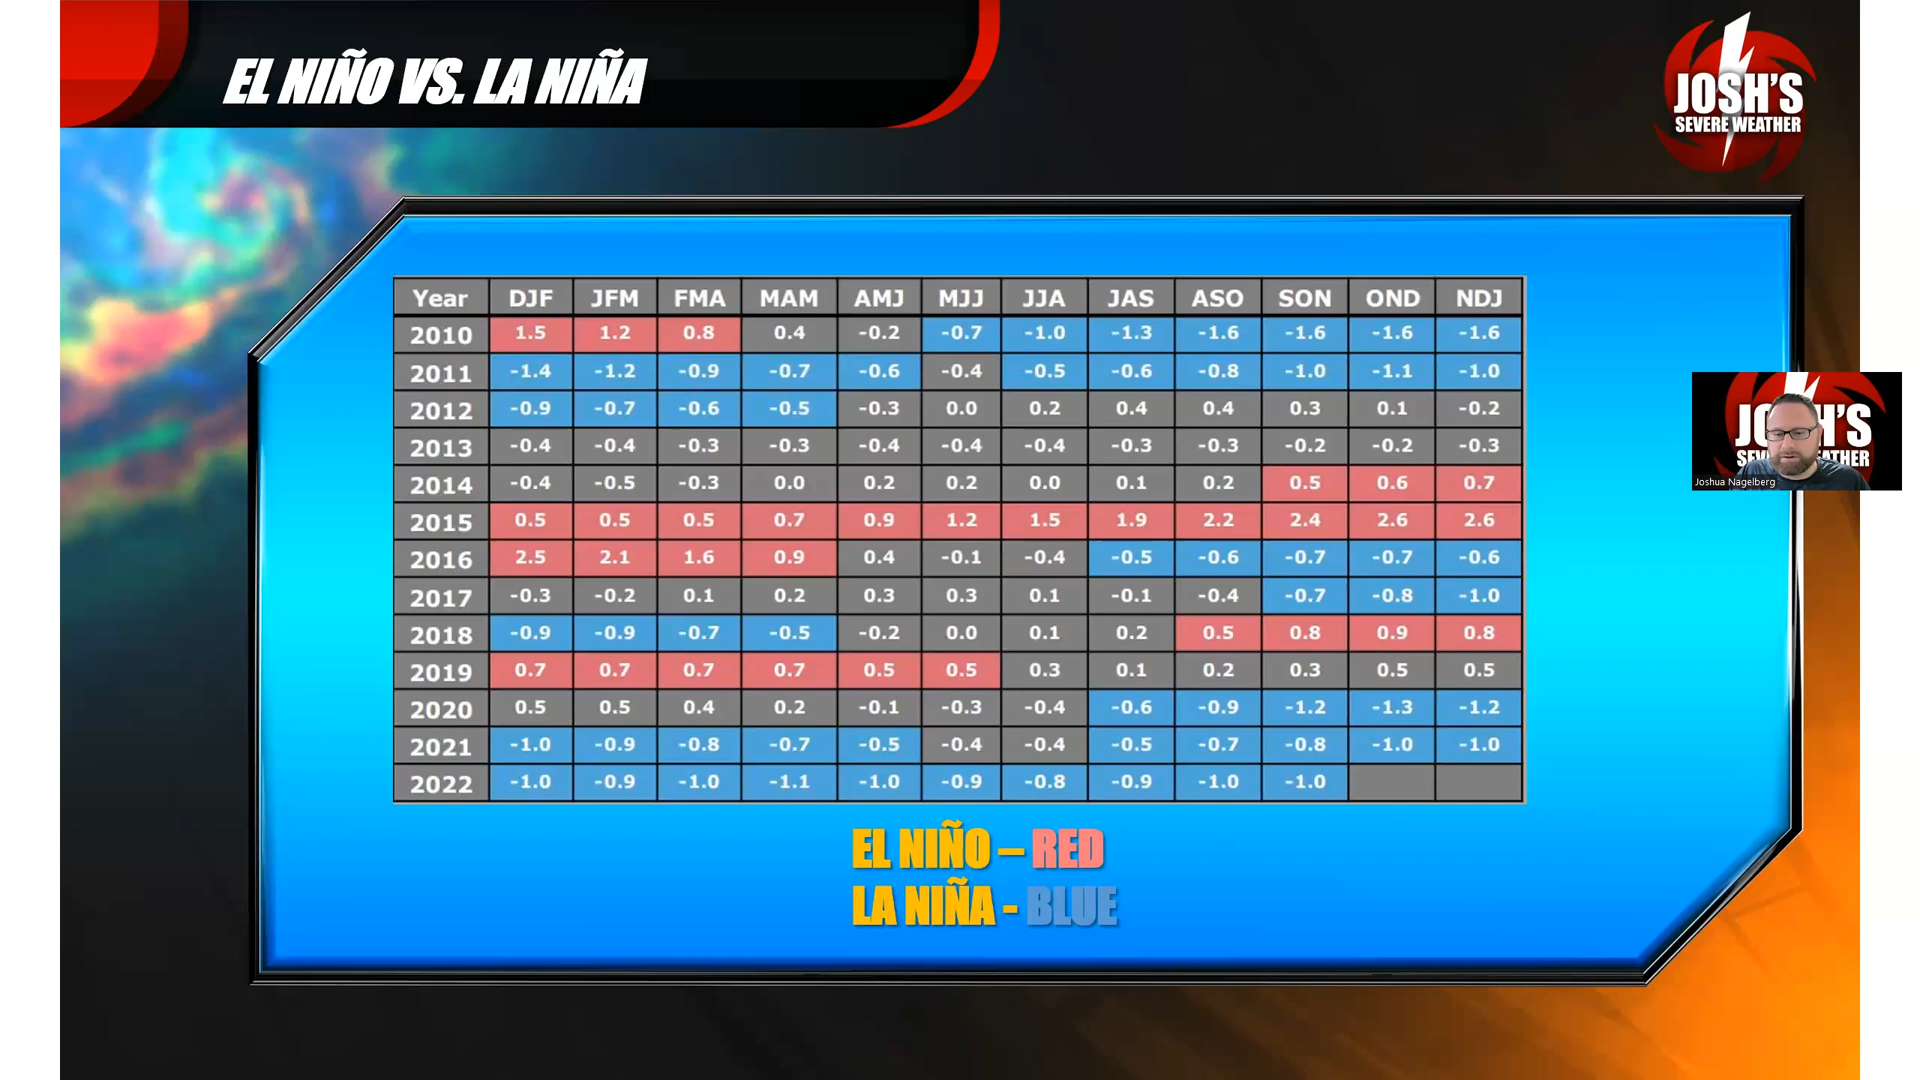 EL NIÑO VS. LA NIÑA
JOSH'S
SEVERE WEATHER
Year DJF JFM FMA MAM AMJ MJJ JJA JAS ASO SON OND NDJ
2010 1.5 1.2 0.8 0.4 -0.2 -0.7 -1.0 -1.3 -1.6 -1.6 -1.6 -1.6
2011 -1.4 -1.2 -0.9 -0.7 -0.6 -0.4 -0.5 -0.6 -0.8 -1.0 -1.1 -1.0
2012 -0.9 -0.7 -0.6 -0.5 -0.3 0.0 0.2 0.4 0.4 0.3 0.1 -0.2
2013 -0.4 -0.4 -0.3 -0.3 -0.4 -0.4 -0.4 -0.3 -0.3 -0.2 -0.2 -0.3
2014 -0.4 -0.5 -0.3 0.0 0.2 0.2 0.0 0.1 0.2 0.5 0.6 0.7
2015 0.5 0.5 0.5 0.7 0.9 1.2 1.5 1.9 2.2 2.4 2.6 2.6
2016 2.5 2.1 1.6 0.9 0.4 -0.1 -0.4 -0.5 -0.6 -0.7 -0.7 -0.6
2017 -0.3 -0.2 0.1 0.2 0.3 0.3 0.1 -0.1 -0.4 -0.7 -0.8 -1.0
2018 -0.9 -0.9 -0.7 -0.5 -0.2 0.0 0.1 0.2 0.5 0.8 0.9 0.8
2019 0.7 0.7 0.7 0.7 0.5 0.5 0.3 0.1 0.2 0.3 0.5 0.5
2020 0.5 0.5 0.4 0.2 -0.1 -0.3 -0.4 -0.6 -0.9 -1.2 -1.3 -1.2
2021 -1.0 -0.9 -0.8 -0.7 -0.5 -0.4 -0.4 -0.5 -0.7 -0.8 -1.0 -1.0
2022 -1.0 -0.9 -1.0 -1.1 -1.0 -0.9 -0.8 -0.9 -1.0 -1.0
EL NIÑO – RED
LA NIÑA - BLUE
Joshua Nagelberg